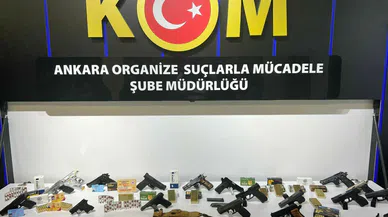 KOM
ANKARA ORGANİZE SUÇLARLA MÜCADELE
ŞUBE MÜDÜRLÜĞÜ